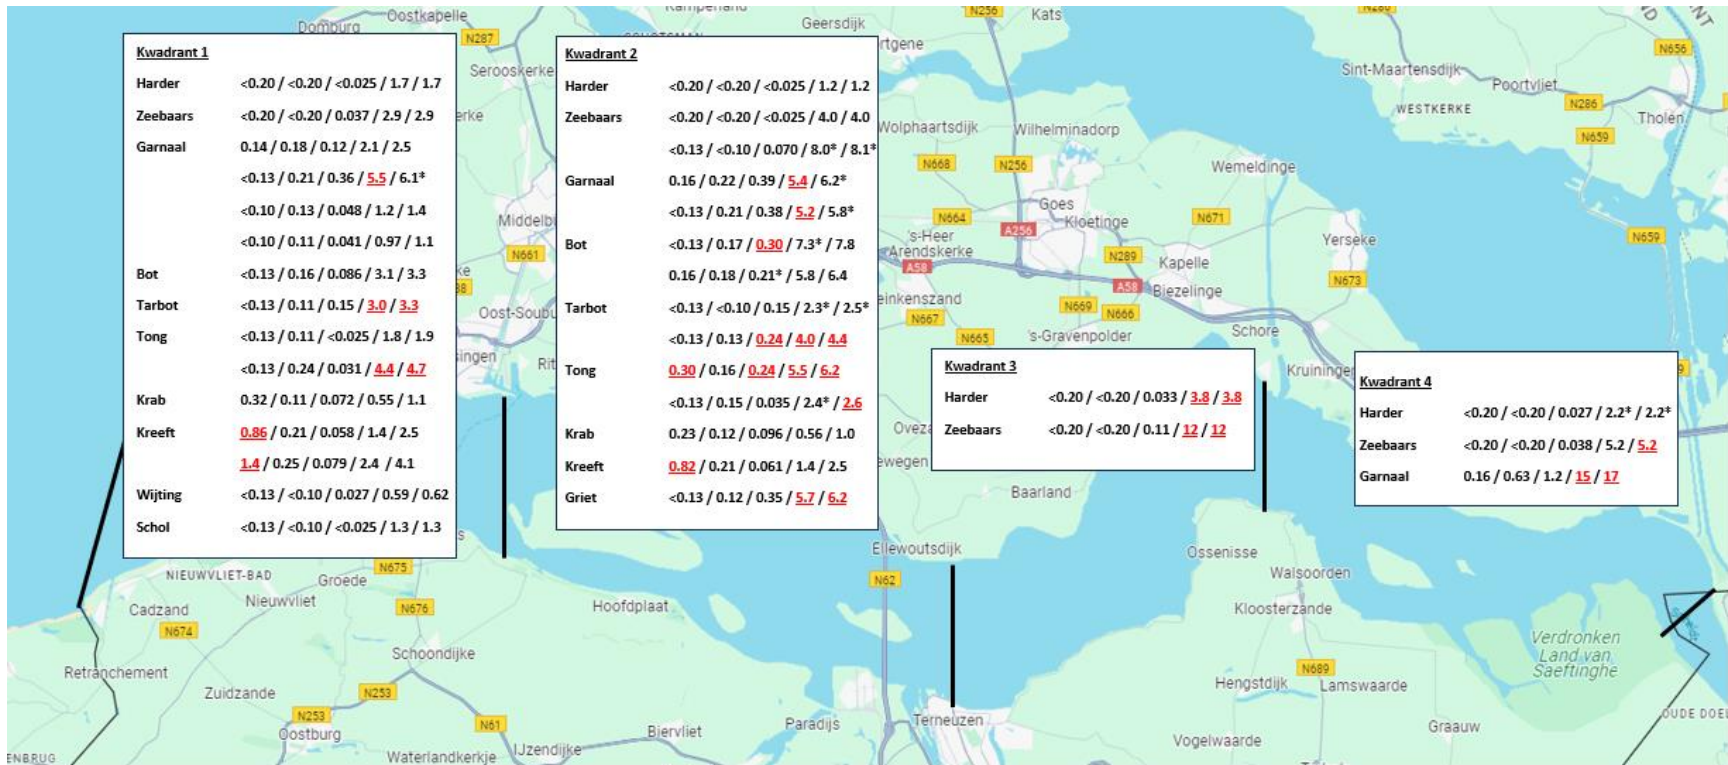 Kwadrant 1
Harder <0.20 / <0.20 / <0.025 / 1.7 / 1.7
Zeebaars <0.20 / <0.20 / 0.037 / 2.9 / 2.9
Garnaal 0.14 / 0.18 / 0.12 / 2.1 / 2.5
<0.13 / 0.21 / 0.36 / 5.5 / 6.1*
<0.10 / 0.13 / 0.048 / 1.2 / 1.4
<0.10 / 0.11 / 0.041 / 0.97 / 1.1
Bot <0.13 / 0.16 / 0.086 / 3.1 / 3.3
Tarbot <0.13 / 0.11 / 0.15 / 3.0 / 3.3
Tong <0.13 / 0.11 / <0.025 / 1.8 / 1.9
<0.13 / 0.24 / 0.031 / 4.4 / 4.7
Krab 0.32 / 0.11 / 0.072 / 0.55 / 1.1
Kreeft 0.86 / 0.21 / 0.058 / 1.4 / 2.5
1.4 / 0.25 / 0.079 / 2.4 / 4.1
Wijting <0.13 / <0.10 / 0.027 / 0.59 / 0.62
Schol <0.13 / <0.10 / <0.025 / 1.3 / 1.3
Kwadrant 2
Harder <0.20 / <0.20 / <0.025 / 1.2 / 1.2
Zeebaars <0.20 / <0.20 / <0.025 / 4.0 / 4.0
<0.13 / <0.10 / 0.070 / 8.0* / 8.1*
Garnaal 0.16 / 0.22 / 0.39 / 5.4 / 6.2*
<0.13 / 0.21 / 0.38 / 5.2 / 5.8*
Bot <0.13 / 0.17 / 0.30 / 7.3* / 7.8
0.16 / 0.18 / 0.21* / 5.8 / 6.4
Tarbot <0.13 / <0.10 / 0.15 / 2.3* / 2.5*
<0.13 / 0.13 / 0.24 / 4.0 / 4.4
Tong 0.30 / 0.16 / 0.24 / 5.5 / 6.2
<0.13 / 0.15 / 0.035 / 2.4* / 2.6
Krab 0.23 / 0.12 / 0.096 / 0.56 / 1.0
Kreeft 0.82 / 0.21 / 0.061 / 1.4 / 2.5
Griet <0.13 / 0.12 / 0.35 / 5.7 / 6.2
Kwadrant 3
Harder <0.20 / <0.20 / 0.033 / 3.8 / 3.8
Zeebaars <0.20 / <0.20 / 0.11 / 12 / 12
Kwadrant 4
Harder <0.20 / <0.20 / 0.027 / 2.2* / 2.2*
Zeebaars <0.20 / <0.20 / 0.038 / 5.2 / 5.2
Garnaal 0.16 / 0.63 / 1.2 / 15 / 17
Domburg
Oostkapelle
N287
Serooskerke
Geersdijk
N256
Kats
Sint-Maartensdijk
Poortvliet
N656
WESTKERKE
N286
N659
Tholen
Wolphaartsdijk
Wilhelminadorp
Wemeldinge
N668
N256
Goes
Kloetinge
N664
A256
N671
's-Heer
Arendskerke
A58
Yerseke
N659
N289
Kapelle
N673
A58
Biezelinge
N669
N666
N667
N665
's-Gravenpolder
Schore
N661
Baarland
Ellewoutsdijk
N62
Ossenisse
Walsoorden
Kloosterzande
NIEUWVLIET-BAD
Groede
N675
Nieuwvliet
N676
Cadzand
N674
Hoofdplaat
Schoondijke
Retranchement
Zuidzande
N253
N253
Oostburg
N61
IJzendijke
Waterlandkerkje
Biervliet
Paradijs
Terneuzen
Verdronken
Land van
Saeftinghe
N689
Hengstdijk
Lamswaarde
Graauw
Vogelwaarde
OUDE DOEL
ENBRUG